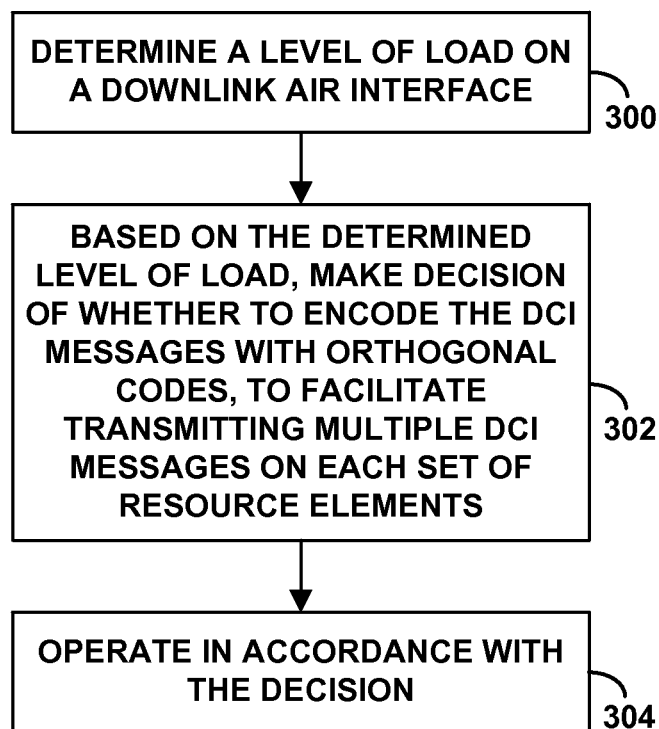 DETERMINE A LEVEL OF LOAD ON
A DOWNLINK AIR INTERFACE
300
BASED ON THE DETERMINED
LEVEL OF LOAD, MAKE DECISION
OF WHETHER TO ENCODE THE DCI
MESSAGES WITH ORTHOGONAL
CODES, TO FACILITATE
TRANSMITTING MULTIPLE DCI
MESSAGES ON EACH SET OF
RESOURCE ELEMENTS
302
OPERATE IN ACCORDANCE WITH
THE DECISION
304